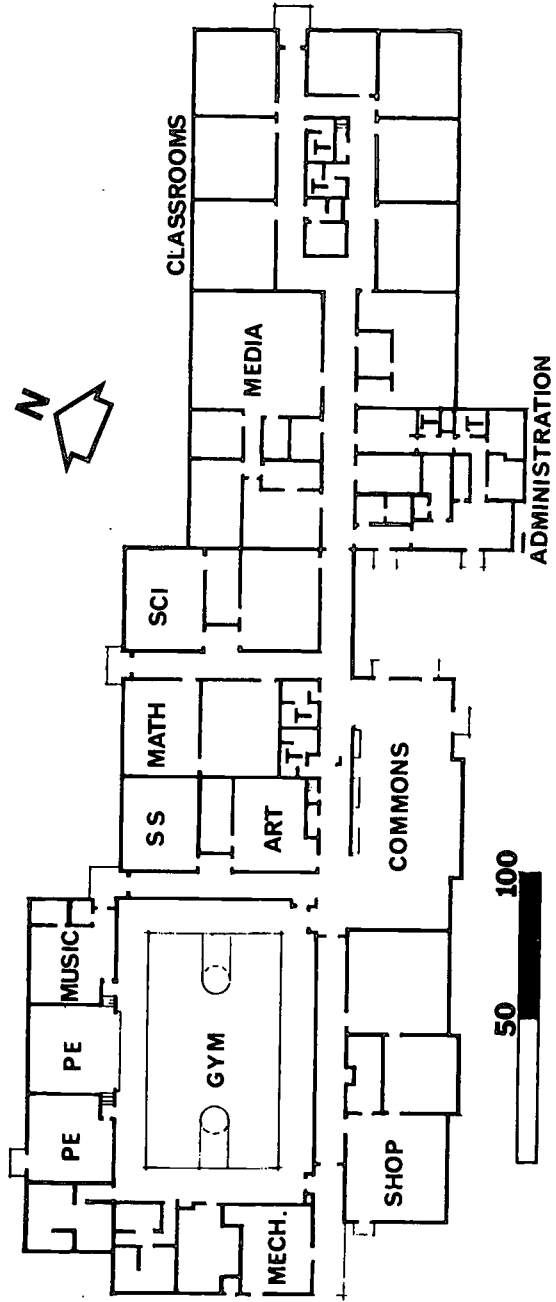 N
CLASSROOMS
T
T
MEDIA
T
T
ADMINISTRATION
SCI
MATH
T
T
SS
ART
COMMONS
MUSIC
PE
PE
GYM
MECH.
SHOP
50
100